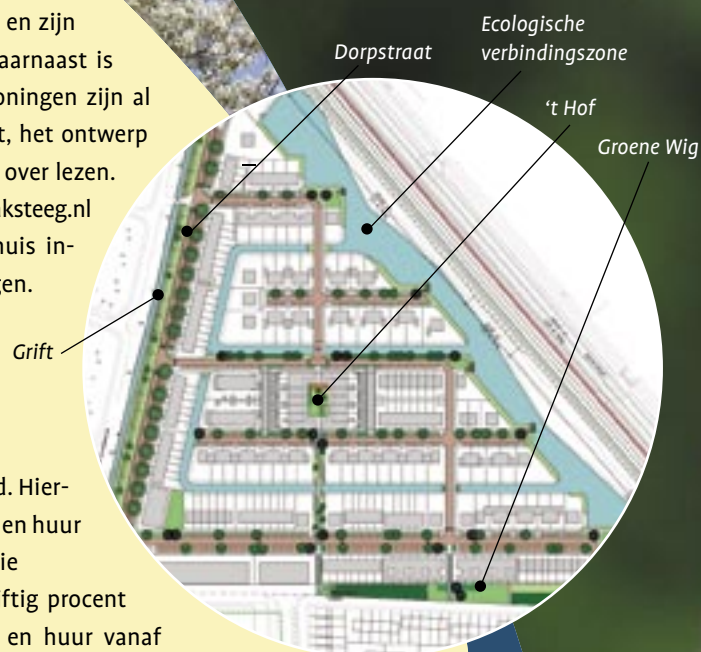 en zijn
aarnaast is
oningen zijn al
t, het ontwerp
over lezen.
aksteeg.nl
huis in-
gen.
d. Hier-
en huur
ie
ftig procent
en huur vanaf
Dorpstraat
Ecologische
verbindingszone
‘t Hof
Groene Wig
Grift